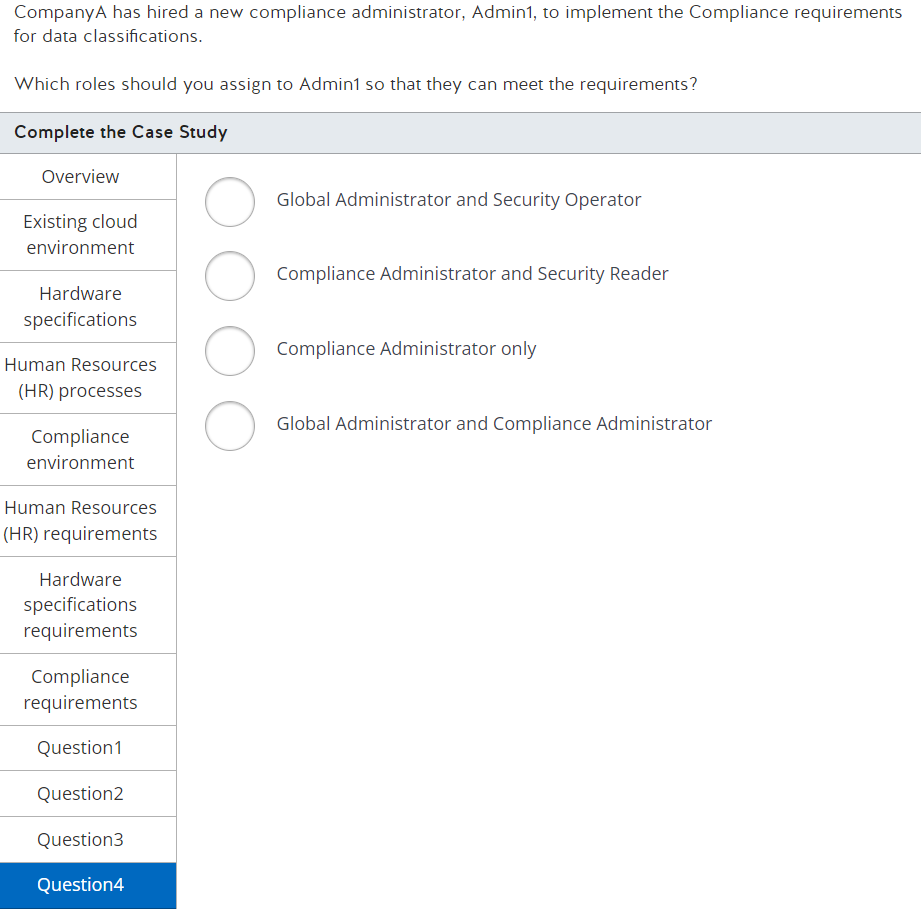 CompanyA has hired a new compliance administrator, Admin1, to implement the Compliance requirements
for data classifications.
Which roles should you assign to Admin1 so that they can meet the requirements?
Complete the Case Study
Overview
Existing cloud
environment
Hardware
specifications
Human Resources
(HR) processes
Compliance
environment
Human Resources
(HR) requirements
Hardware
specifications
requirements
Compliance
requirements
Question1
Question2
Question3
Question4
Global Administrator and Security Operator
Compliance Administrator and Security Reader
Compliance Administrator only
Global Administrator and Compliance Administrator